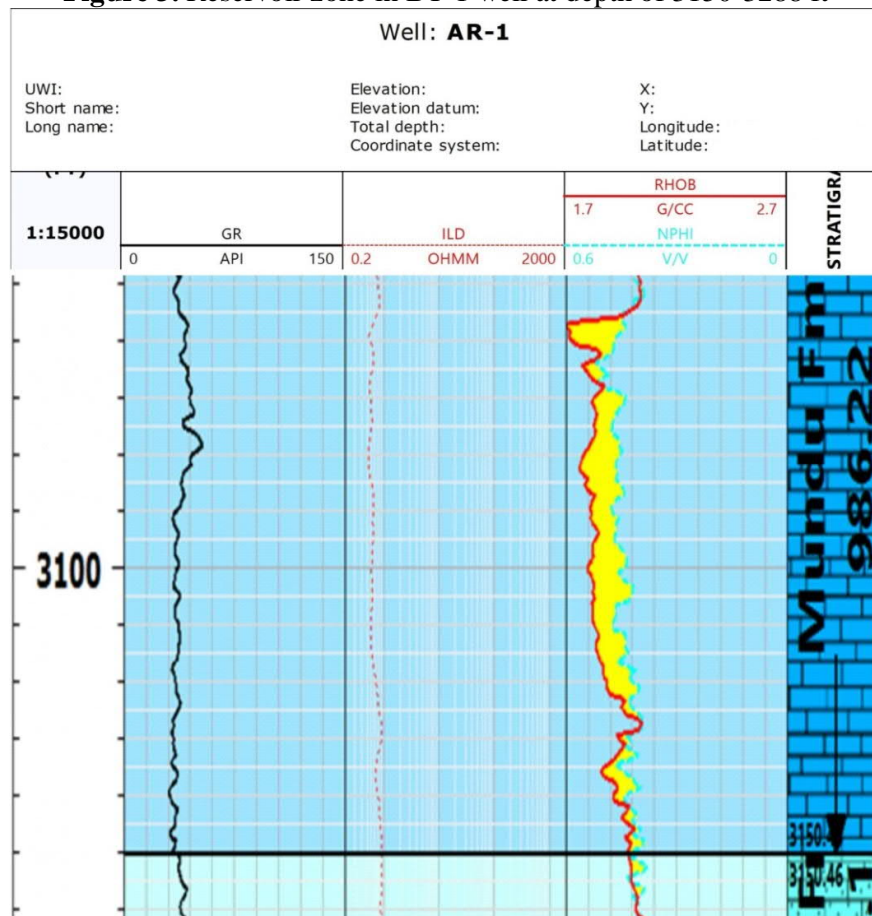 Well: AR-1
UWI: Elevation: X:
Short name: Elevation datum: Y:
Long name: Total depth: Longitude:
Coordinate system: Latitude:
RHOB
1.7 G/CC 2.7
1:15000 GR ILD NPHI
0 API 150 0.2 OHMM 2000 0.6 V/V 0
STRATIGRA
Mundu Fm
986.22
3100
3150.
3150.46